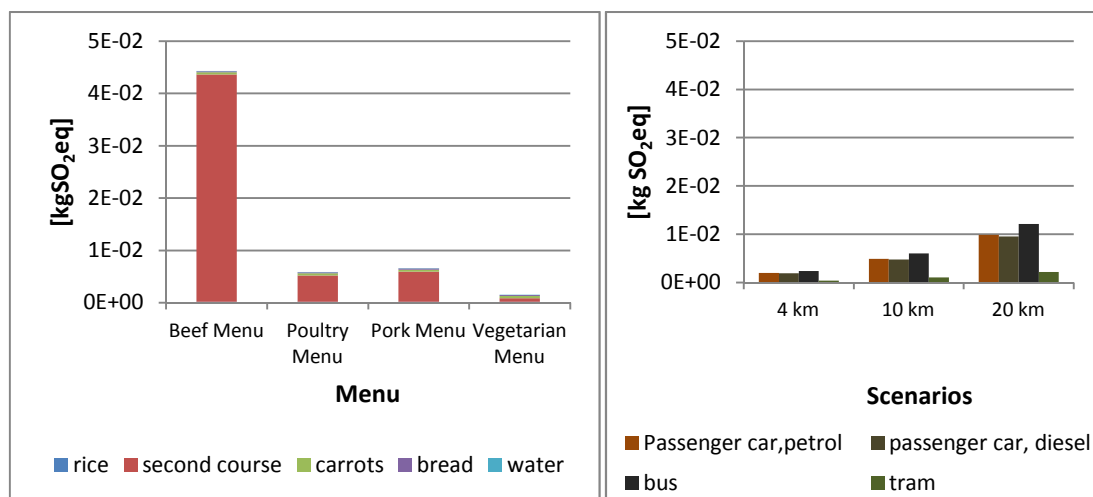 5E-02
4E-02
3E-02
2E-02
1E-02
0E+00
[kgSO₂eq]
Beef Menu
Poultry Menu
Pork Menu
Vegetarian Menu
Menu
rice
second course
carrots
bread
water
5E-02
4E-02
3E-02
2E-02
1E-02
0E+00
[kg SO₂eq]
4 km
10 km
20 km
Scenarios
Passenger car,petrol
passenger car, diesel
bus
tram